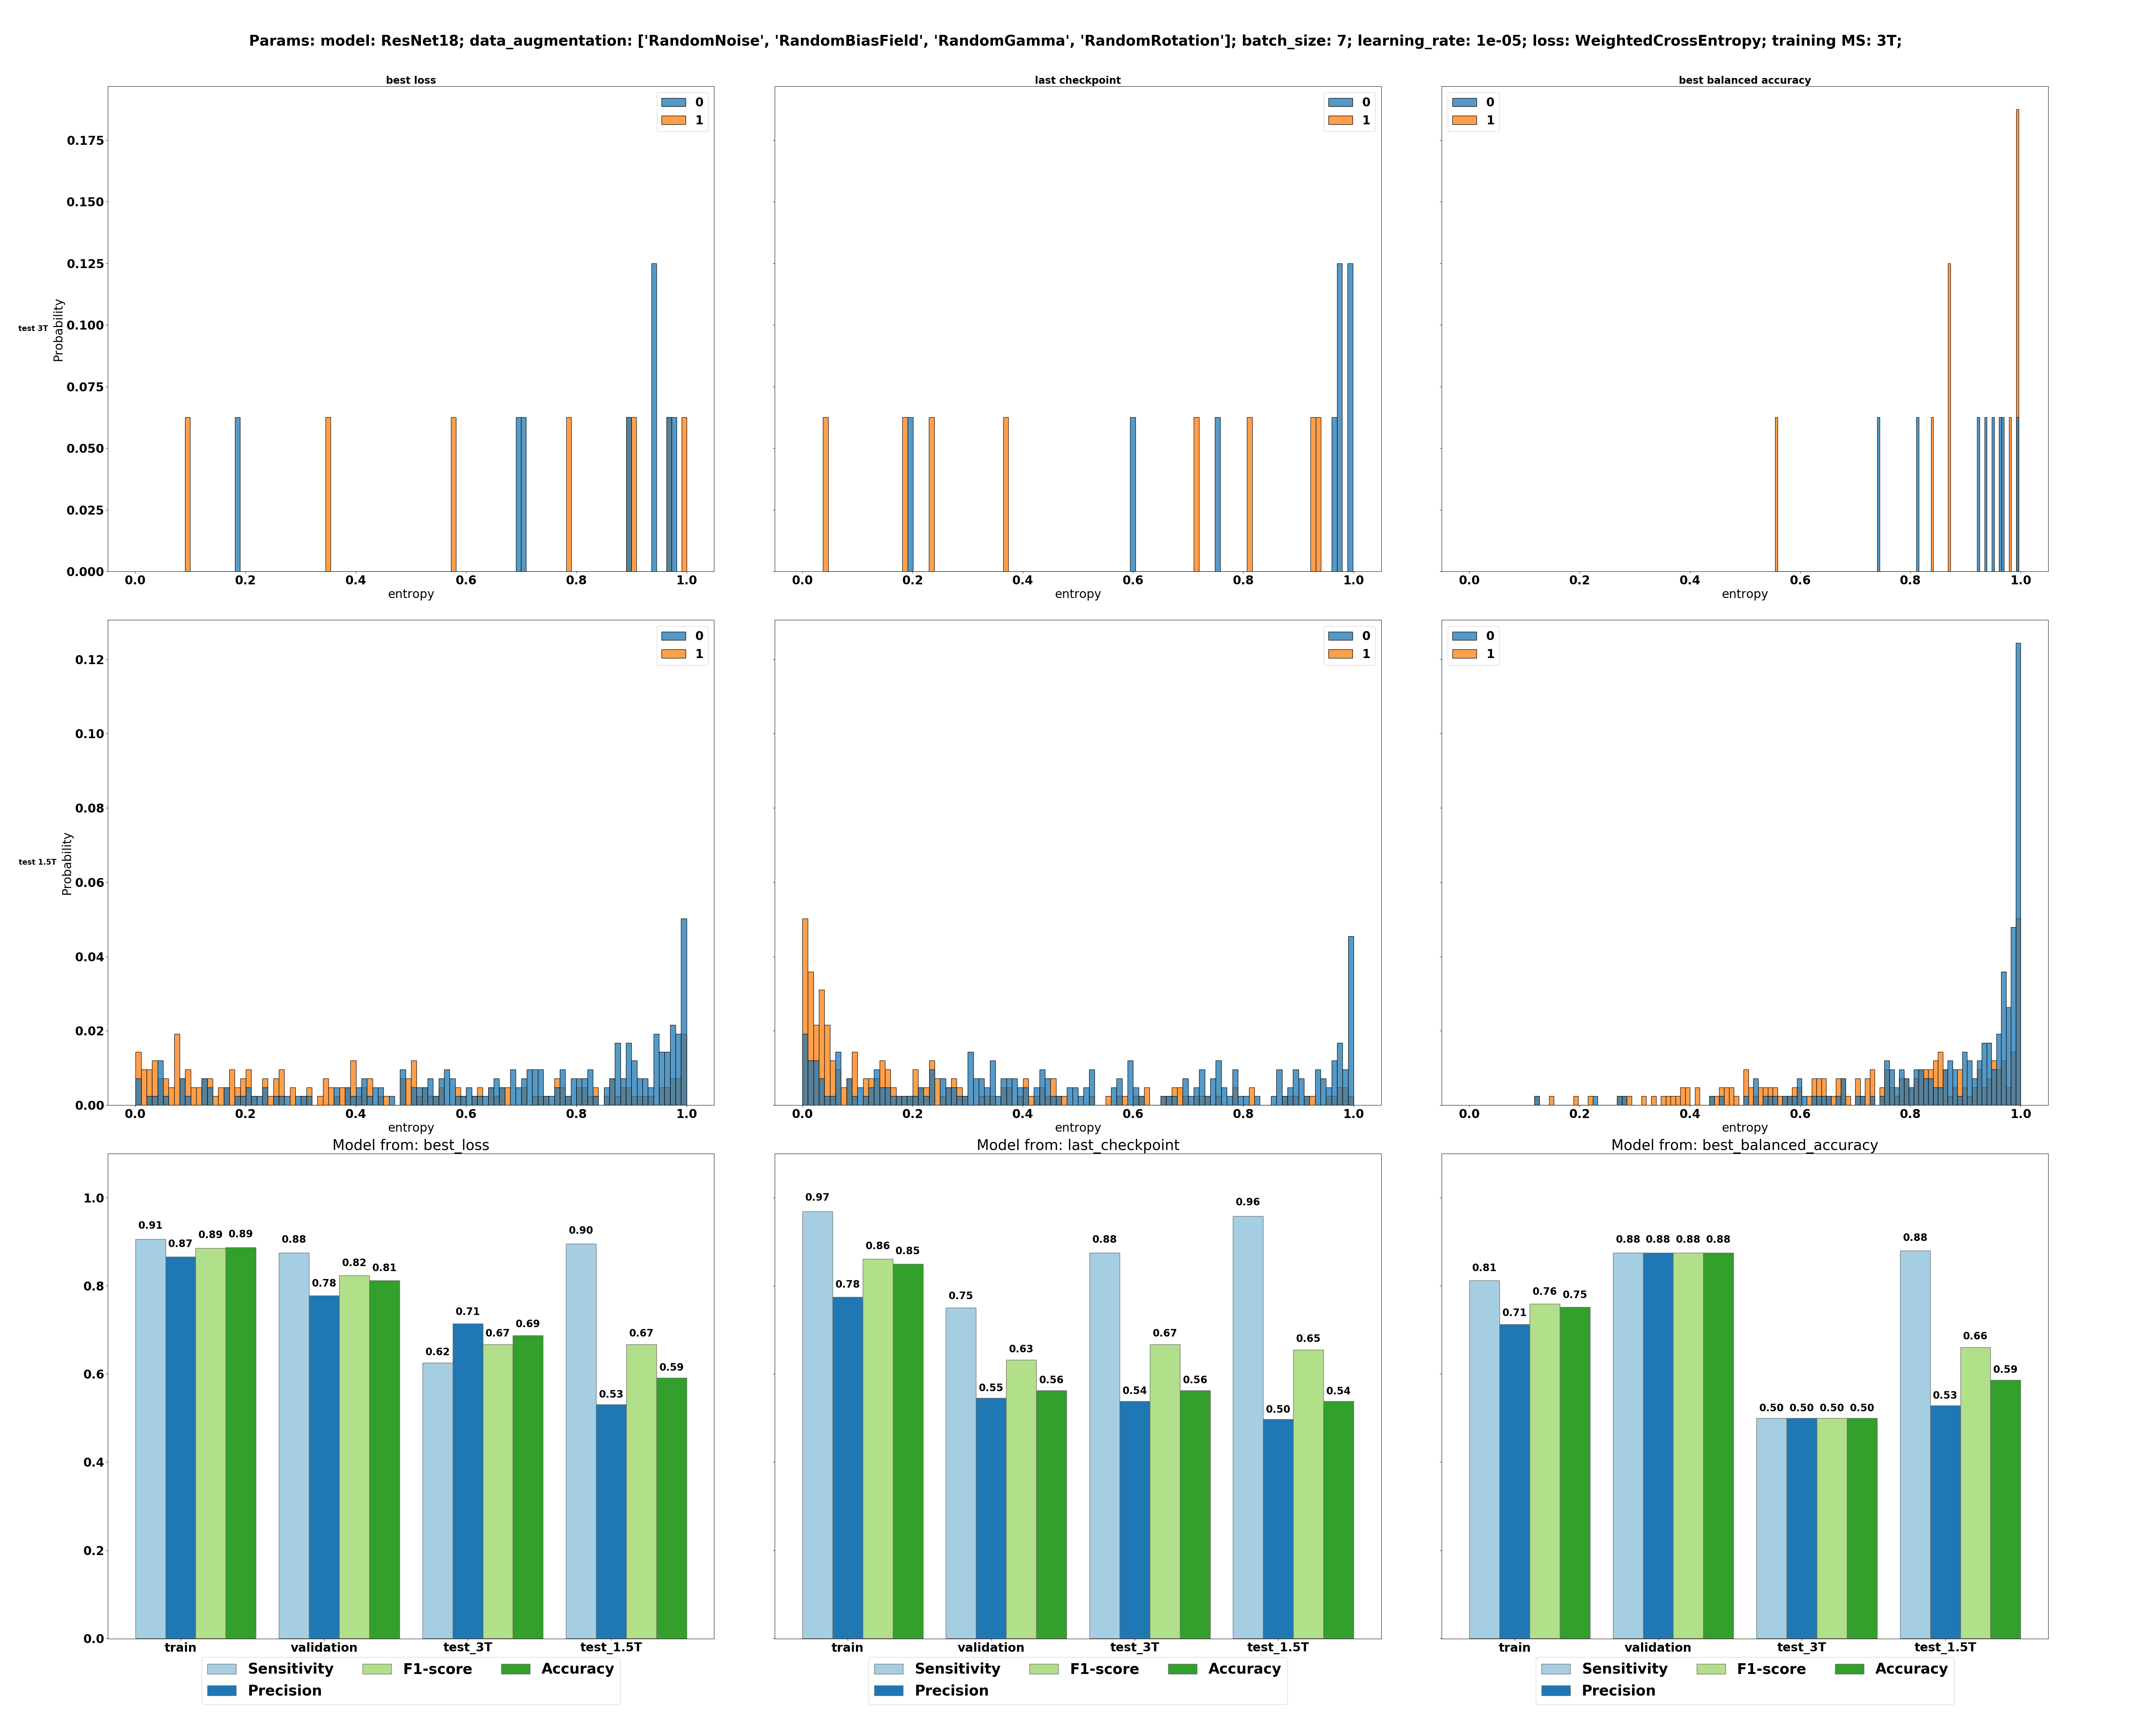 Params: model: ResNet18; data_augmentation: ['RandomNoise', 'RandomBiasField', 'RandomGamma', 'RandomRotation']; batch_size: 7; learning_rate: 1e-05; loss: WeightedCrossEntropy; training MS: 3T;
best loss
last checkpoint
best balanced accuracy
0
1
0
1
0
1
0.175
0.150
0.125
0.100
0.075
0.050
0.025
0.000
test 3T
Probability
0.0 0.2 0.4 0.6 0.8 1.0
0.0 0.2 0.4 0.6 0.8 1.0
0.0 0.2 0.4 0.6 0.8 1.0
entropy
entropy
entropy
0
1
0
1
0
1
0.12
0.10
0.08
0.06
0.04
0.02
0.00
test 1.5T
Probability
0.0 0.2 0.4 0.6 0.8 1.0
0.0 0.2 0.4 0.6 0.8 1.0
0.0 0.2 0.4 0.6 0.8 1.0
entropy
entropy
entropy
Model from: best_loss
1.0
0.8
0.6
0.4
0.2
0.0
0.91 0.87 0.89 0.89
0.88 0.78 0.82 0.81
0.62 0.71 0.67 0.69
0.90 0.53 0.67 0.59
train validation test_3T test_1.5T
Sensitivity F1-score Accuracy
Precision
Model from: last_checkpoint
0.97 0.78 0.86 0.85
0.75 0.55 0.63 0.56
0.88 0.54 0.67 0.56
0.96 0.50 0.65 0.54
train validation test_3T test_1.5T
Sensitivity F1-score Accuracy
Precision
Model from: best_balanced_accuracy
0.81 0.71 0.76 0.75
0.88 0.88 0.88 0.88
0.50 0.50 0.50 0.50
0.88 0.53 0.66 0.59
train validation test_3T test_1.5T
Sensitivity F1-score Accuracy
Precision